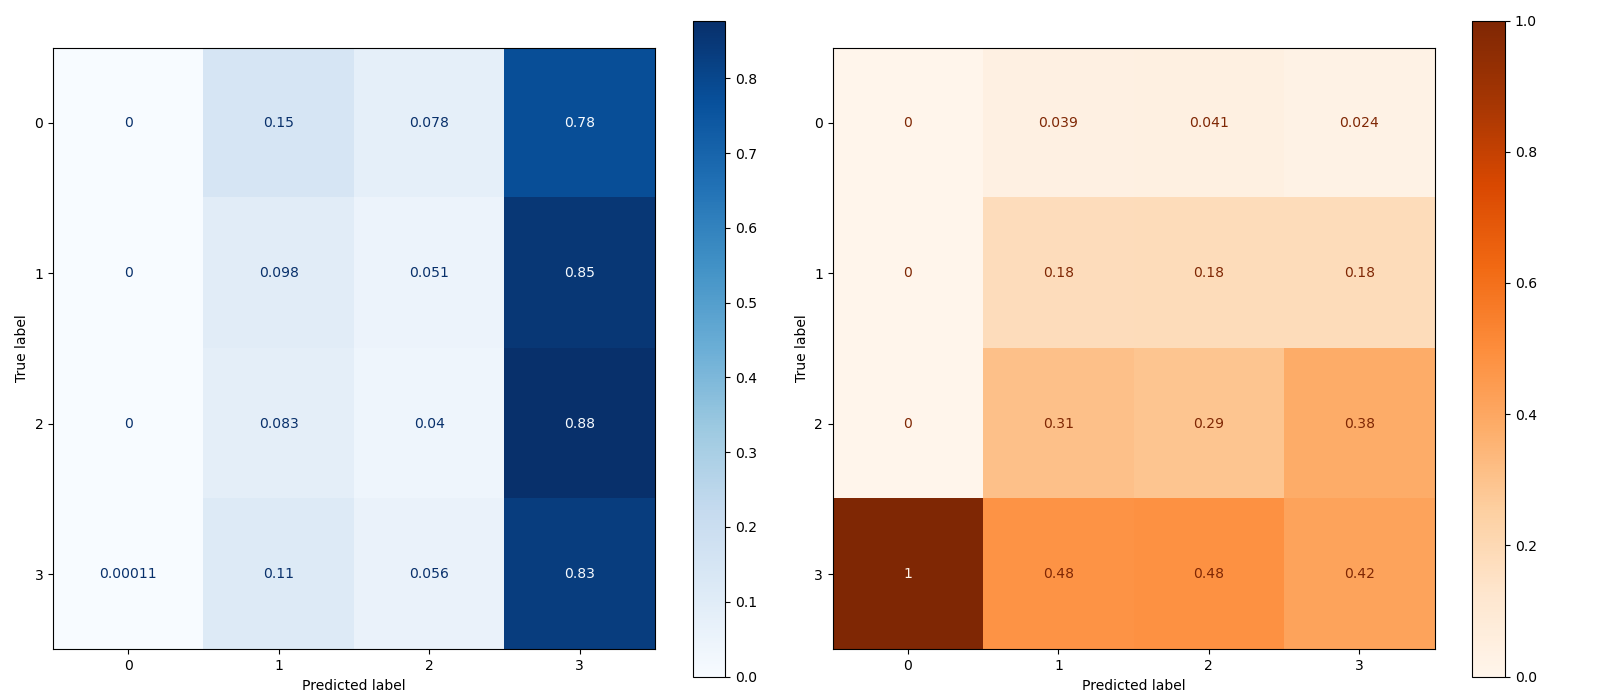 0 0 0.15 0.078 0.78
1 0 0.098 0.051 0.85
2 0 0.083 0.04 0.88
3 0.00011 0.11 0.056 0.83
0 1 2 3
Predicted label
True label
0.8
0.7
0.6
0.5
0.4
0.3
0.2
0.1
0.0
0 0 0.039 0.041 0.024
1 0 0.18 0.18 0.18
2 0 0.31 0.29 0.38
3 1 0.48 0.48 0.42
0 1 2 3
Predicted label
True label
1.0
0.8
0.6
0.4
0.2
0.0